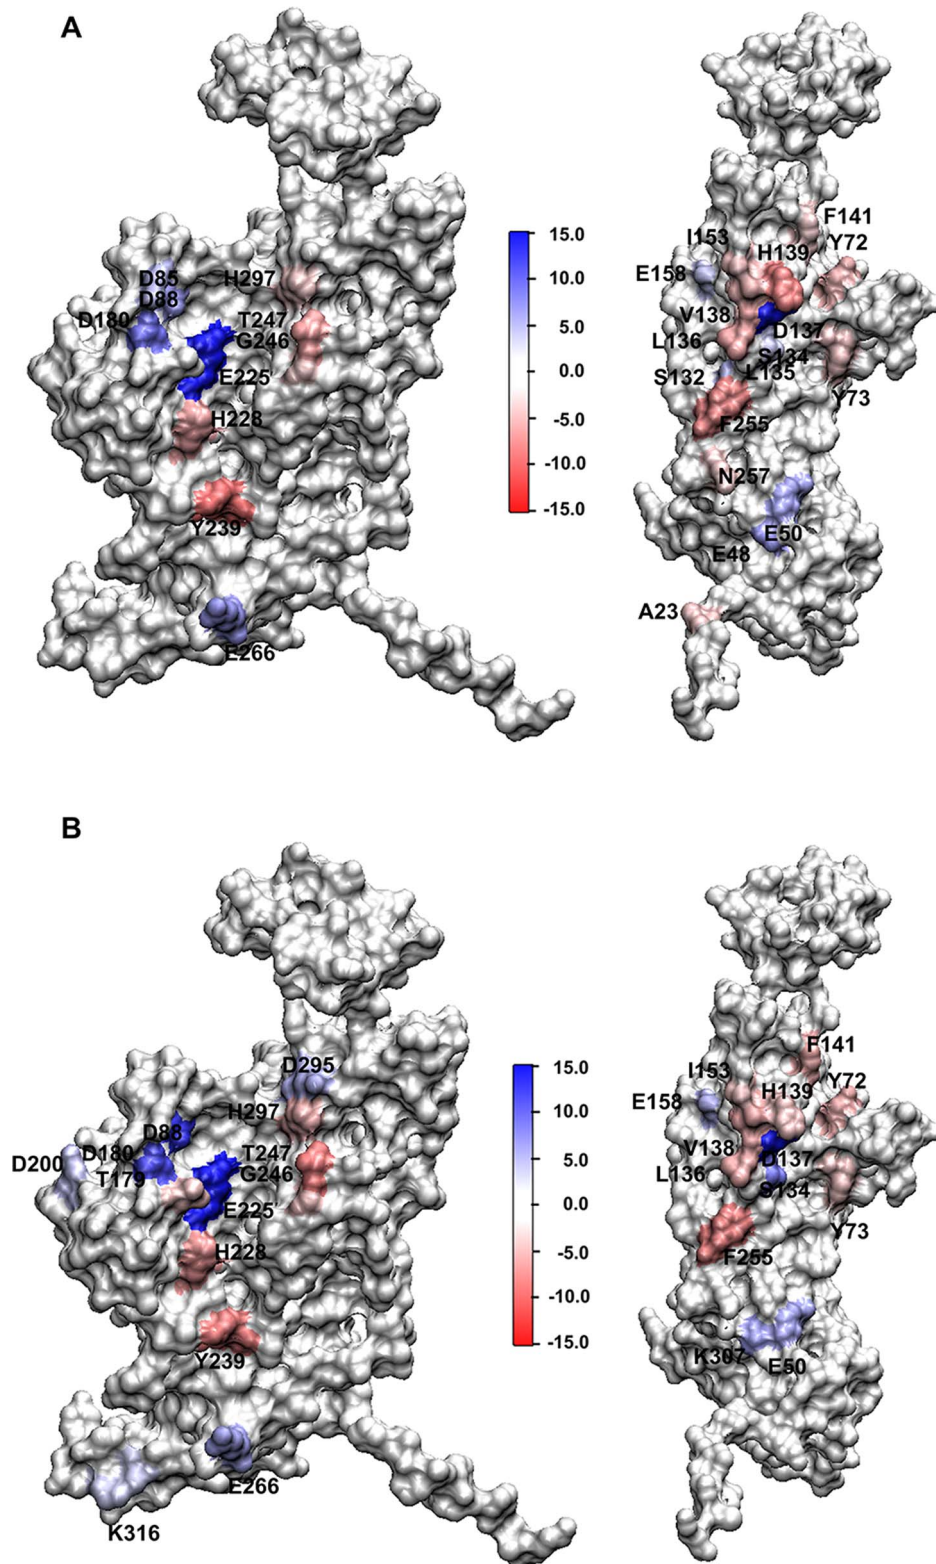 A
D85
D88
D180
H297
T247
G246
E225
H228
Y239
E266
15.0
10.0
5.0
0.0
-5.0
-10.0
-15.0
F141
I153
H139
Y72
E158
V138
D137
L136
S134
S132
L135
Y73
F255
N257
E50
E48
A23
B
D295
H297
D88
D180
T247
D200
T179
G246
E225
H228
Y239
E266
K316
15.0
10.0
5.0
0.0
-5.0
-10.0
-15.0
F141
I153
H139
Y72
E158
V138
D137
L136
S134
Y73
F255
K307
E50